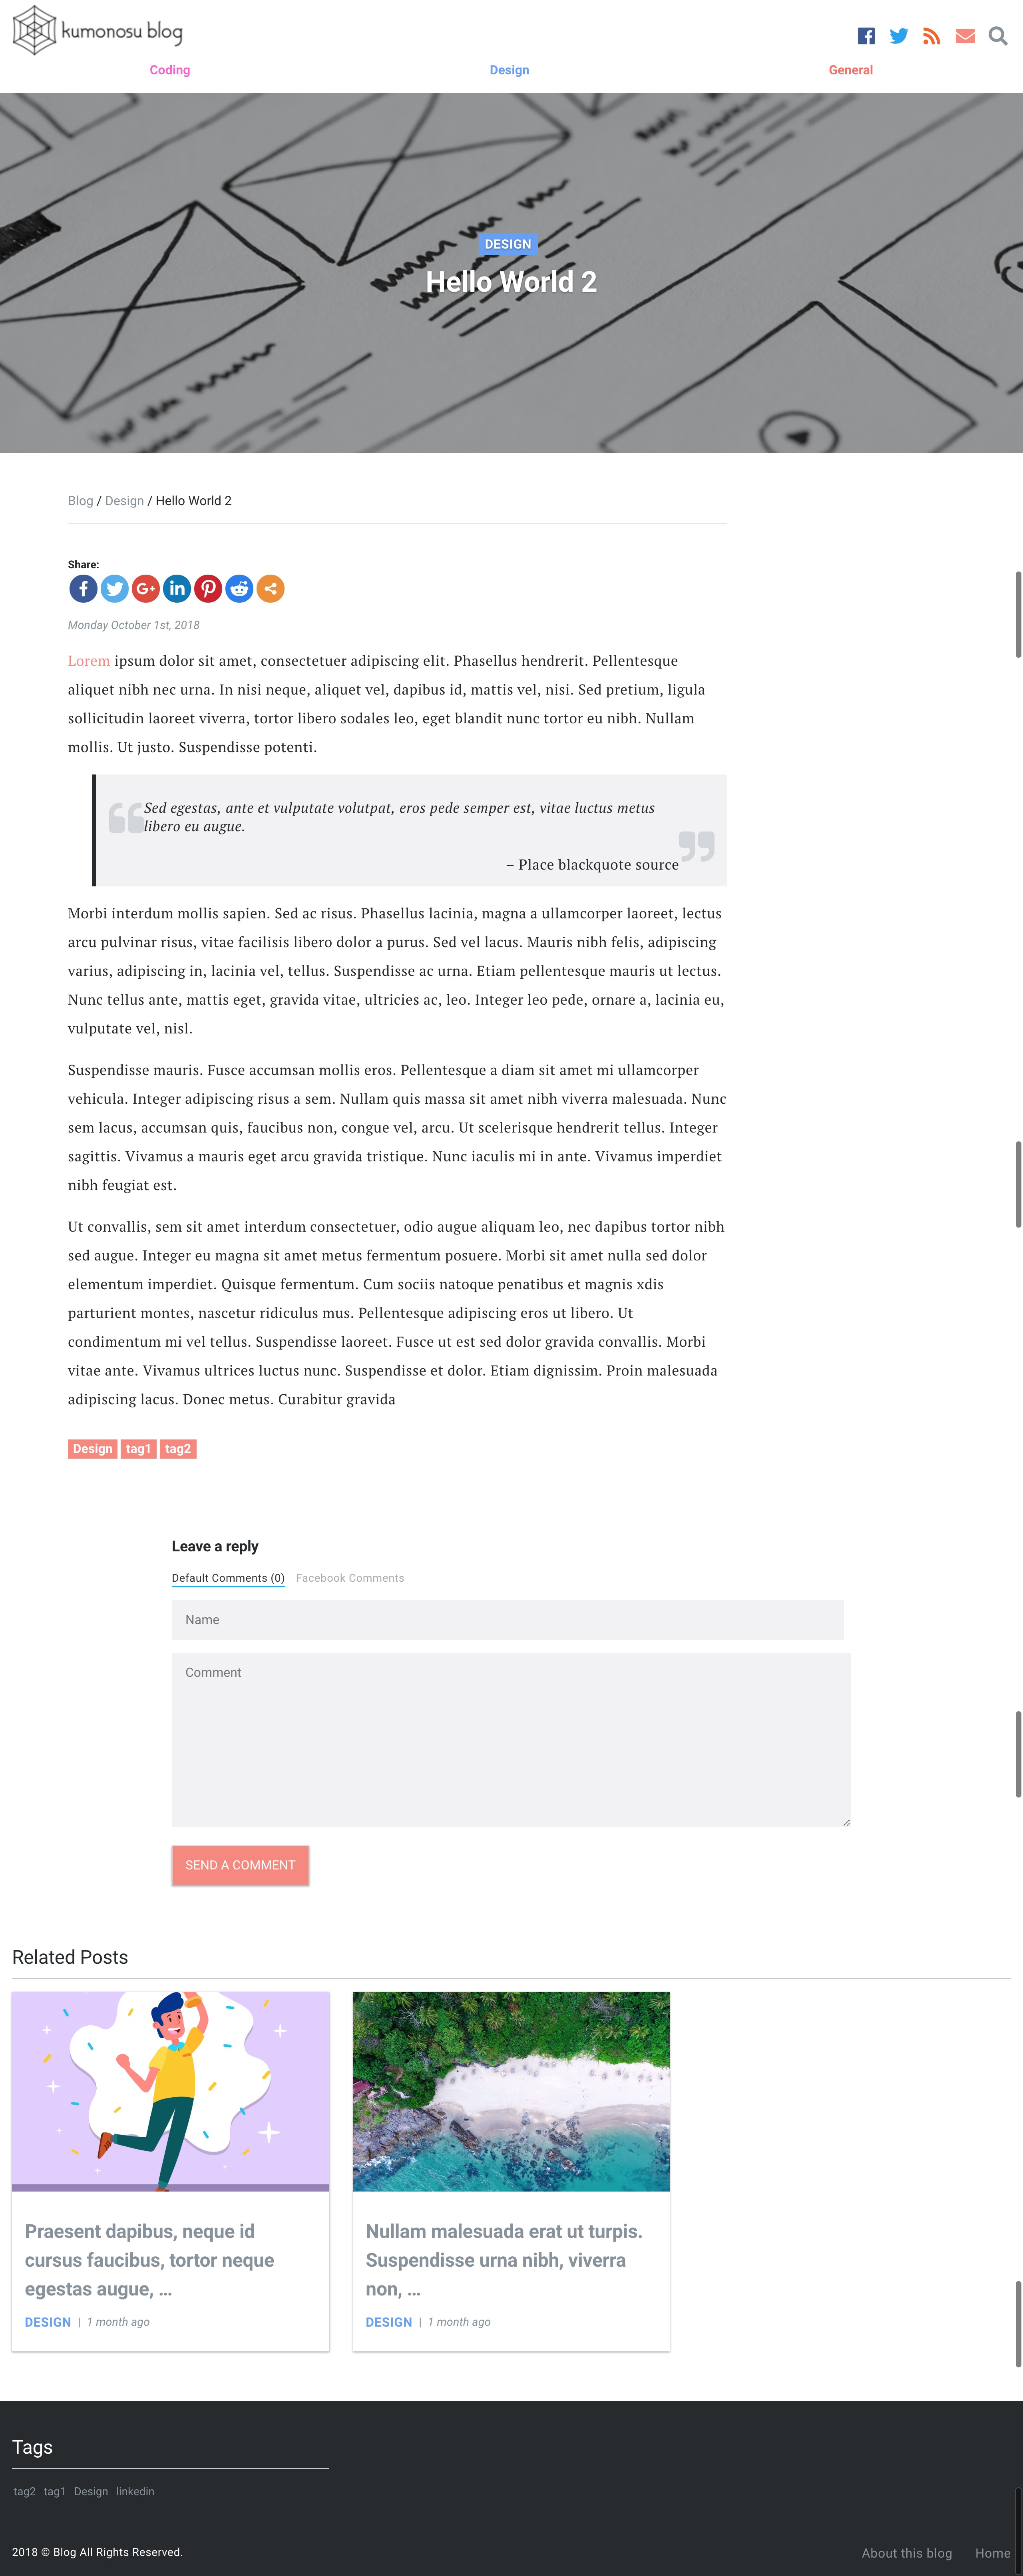 kumonosu blog
Coding
Design
General
DESIGN
Hello World 2
Blog / Design / Hello World 2
Share:
Monday October 1st, 2018
Lorem ipsum dolor sit amet, consectetuer adipiscing elit. Phasellus hendrerit. Pellentesque
aliquet nibh nec urna. In nisi neque, aliquet vel, dapibus id, mattis vel, nisi. Sed pretium, ligula
sollicitudin laoreet viverra, tortor libero sodales leo, eget blandit nunc tortor eu nibh. Nullam
mollis. Ut justo. Suspendisse potenti.
Sed egestas, ante et vulputate volutpat, eros pede semper est, vitae luctus metus
libero eu augue.
– Place blackquote source
Morbi interdum mollis sapien. Sed ac risus. Phasellus lacinia, magna a ullamcorper laoreet, lectus
arcu pulvinar risus, vitae facilisis libero dolor a purus. Sed vel lacus. Mauris nibh felis, adipiscing
varius, adipiscing in, lacinia vel, tellus. Suspendisse ac urna. Etiam pellentesque mauris ut lectus.
Nunc tellus ante, mattis eget, gravida vitae, ultricies ac, leo. Integer leo pede, ornare a, lacinia eu,
vulputate vel, nisl.
Suspendisse mauris. Fusce accumsan mollis eros. Pellentesque a diam sit amet mi ullamcorper
vehicula. Integer adipiscing risus a sem. Nullam quis massa sit amet nibh viverra malesuada. Nunc
sem lacus, accumsan quis, faucibus non, congue vel, arcu. Ut scelerisque hendrerit tellus. Integer
sagittis. Vivamus a mauris eget arcu gravida tristique. Nunc iaculis mi in ante. Vivamus imperdiet
nibh feugiat est.
Ut convallis, sem sit amet interdum consectetuer, odio augue aliquam leo, nec dapibus tortor nibh
sed augue. Integer eu magna sit amet metus fermentum posuere. Morbi sit amet nulla sed dolor
elementum imperdiet. Quisque fermentum. Cum sociis natoque penatibus et magnis xdis
parturient montes, nascetur ridiculus mus. Pellentesque adipiscing eros ut libero. Ut
condimentum mi vel tellus. Suspendisse laoreet. Fusce ut est sed dolor gravida convallis. Morbi
vitae ante. Vivamus ultrices luctus nunc. Suspendisse et dolor. Etiam dignissim. Proin malesuada
adipiscing lacus. Donec metus. Curabitur gravida
Design tag1 tag2
Leave a reply
Default Comments (0) Facebook Comments
Name
Comment
SEND A COMMENT
Related Posts
Praesent dapibus, neque id
cursus faucibus, tortor neque
egestas augue, ...
DESIGN | 1 month ago
Nullam malesuada erat ut turpis.
Suspendisse urna nibh, viverra
non, ...
DESIGN | 1 month ago
Tags
tag2 tag1 Design linkedin
2018 © Blog All Rights Reserved.
About this blog Home